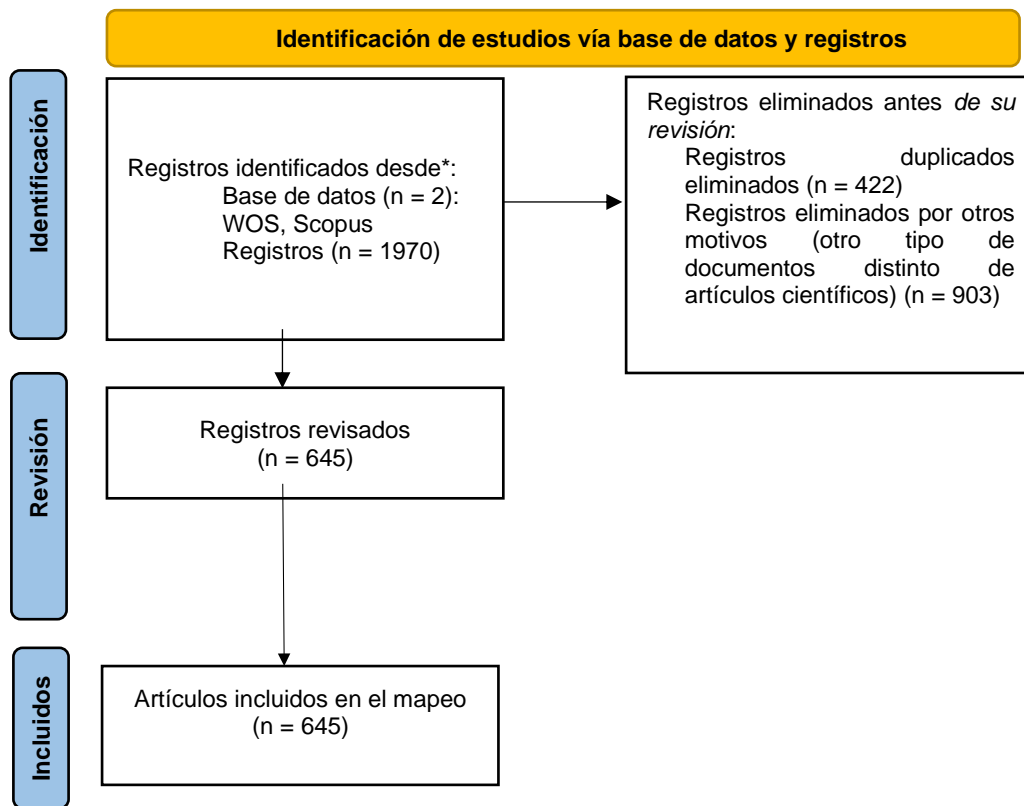 Identificación de estudios vía base de datos y registros
Identificación
Registros identificados desde*:
Base de datos (n = 2):
WOS, Scopus
Registros (n = 1970)
Registros eliminados antes de su
revisión:
Registros duplicados
eliminados (n = 422)
Registros eliminados por otros
motivos (otro tipo de
documentos distinto de
artículos científicos) (n = 903)
Revisión
Registros revisados
(n = 645)
Incluidos
Artículos incluidos en el mapeo
(n = 645)